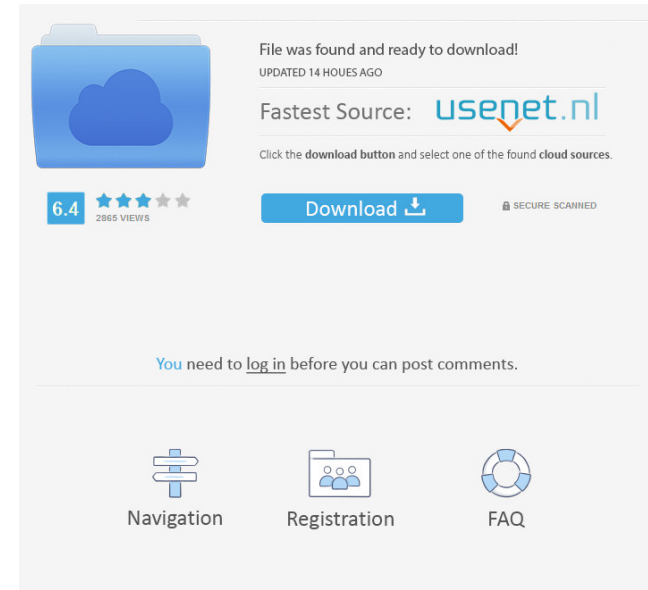 File was found and ready to download!
UPDATED 14 HOUES AGO
Fastest Source: usenet.nl
Click the download button and select one of the found cloud sources.
6.4
2865 VIEWS
Download
SECURE SCANNED
You need to log in before you can post comments.
Navigation
Registration
FAQ